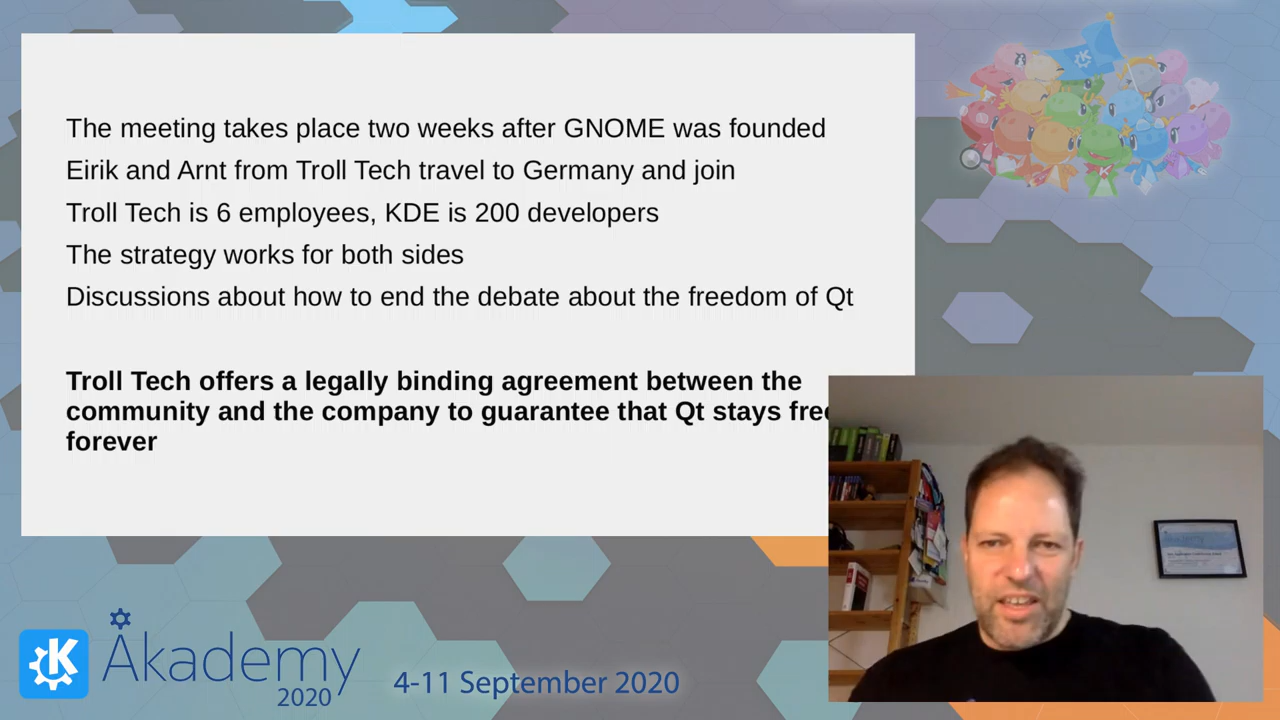 The meeting takes place two weeks after GNOME was founded
Eirik and Arnt from Troll Tech travel to Germany and join
Troll Tech is 6 employees, KDE is 200 developers
The strategy works for both sides
Discussions about how to end the debate about the freedom of Qt
Troll Tech offers a legally binding agreement between the
community and the company to guarantee that Qt stays free
forever
Akademy
2020
4-11 September 2020